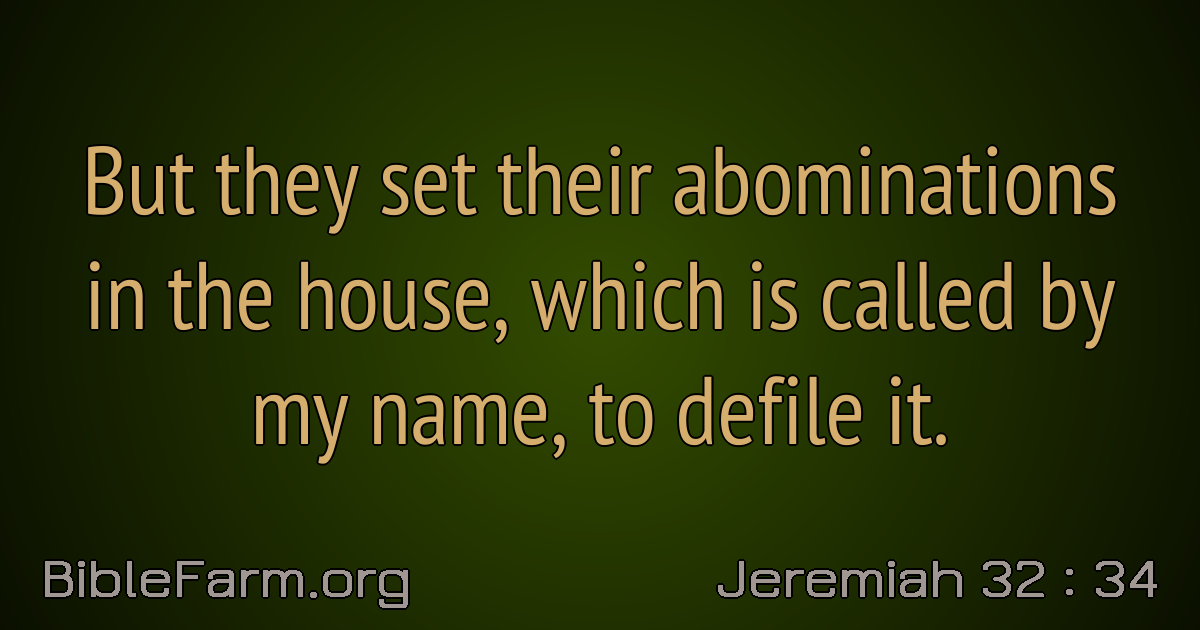 But they set their abominations
in the house, which is called by
my name, to defile it.
BibleFarm.org
Jeremiah 32 : 34